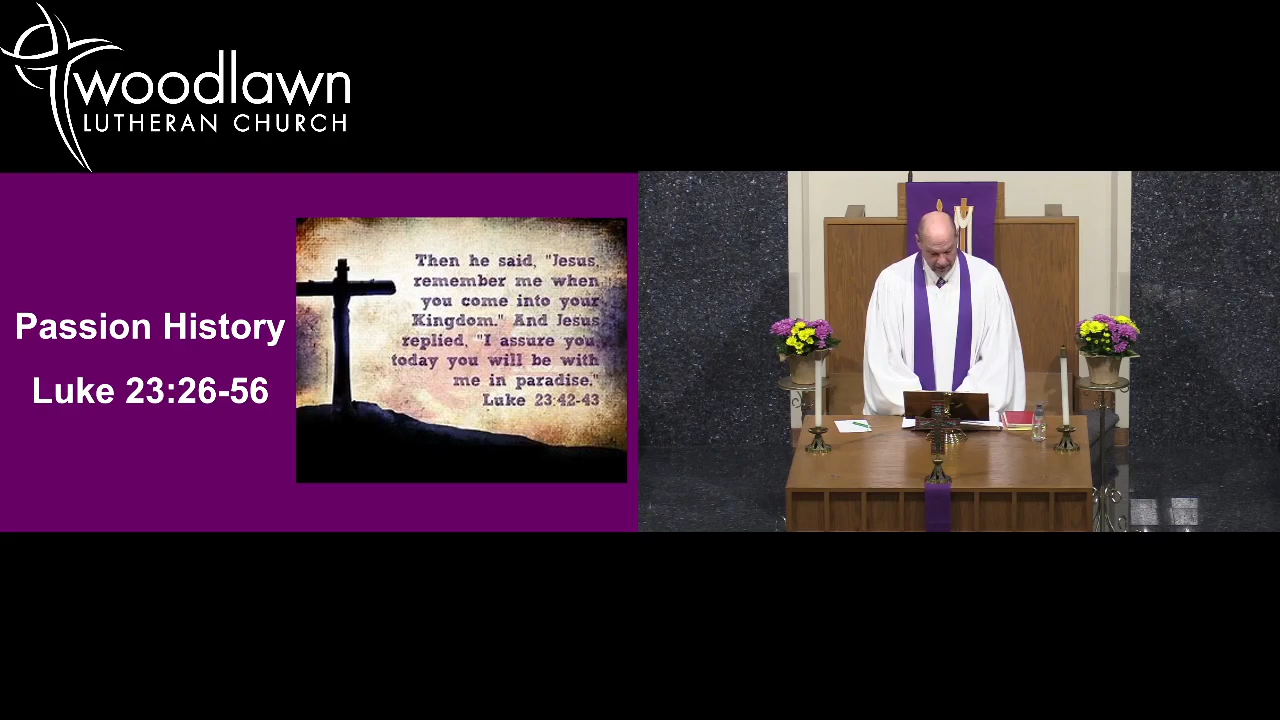 woodlawn
LUTHERAN CHURCH
Passion History
Luke 23:26-56
Then he said, "Jesus,
remember me when
you come into your
Kingdom." And Jesus
replied, "I assure you,
today you will be with
me in paradise."
Luke 23:42-43